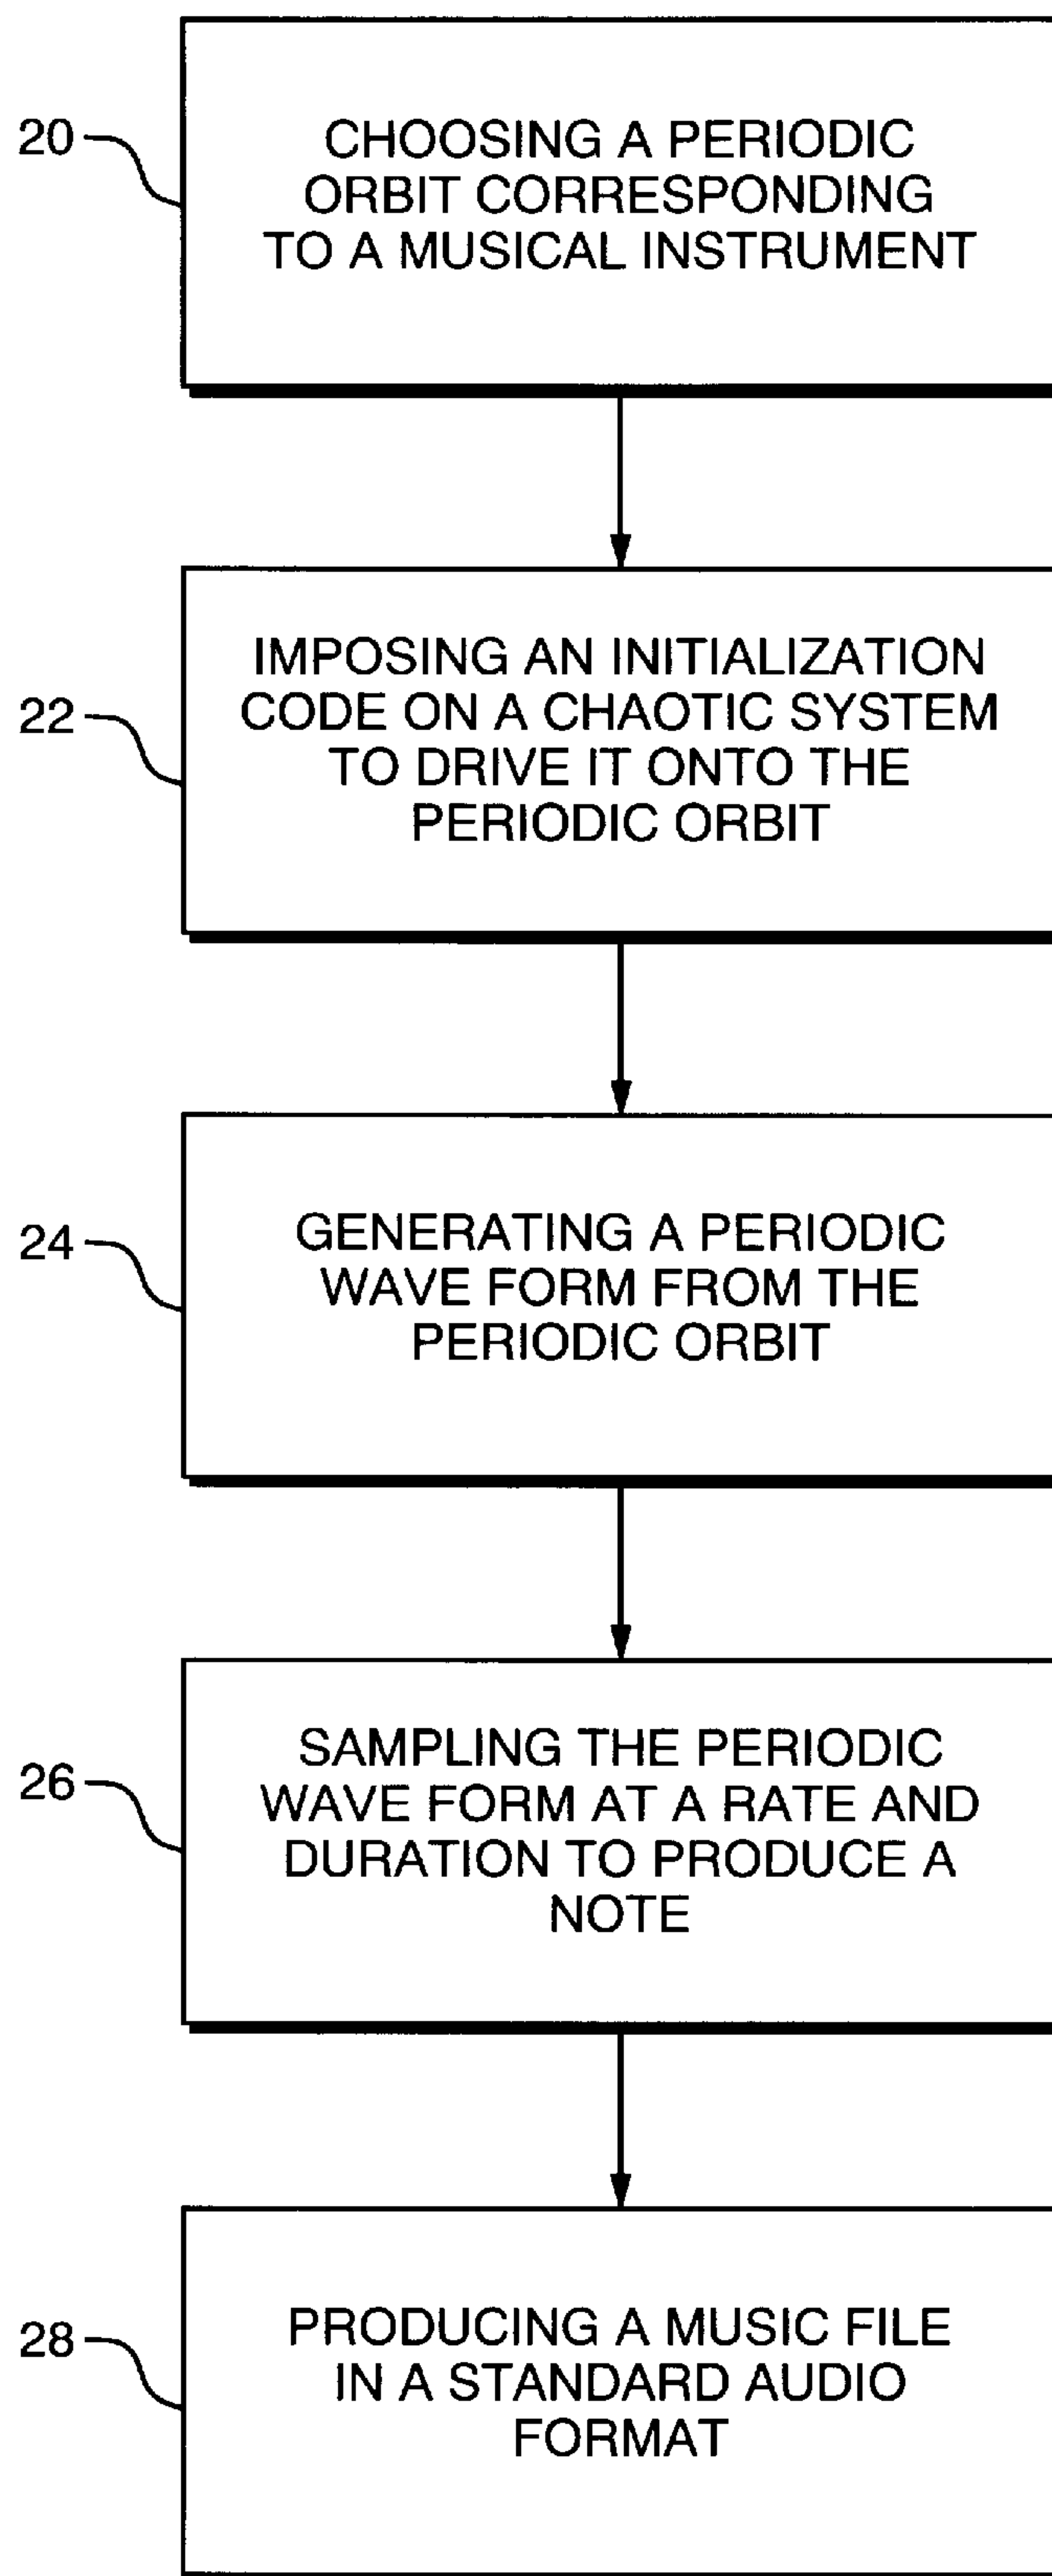 20
CHOOSING A PERIODIC
ORBIT CORRESPONDING
TO A MUSICAL INSTRUMENT
22
IMPOSING AN INITIALIZATION
CODE ON A CHAOTIC SYSTEM
TO DRIVE IT ONTO THE
PERIODIC ORBIT
24
GENERATING A PERIODIC
WAVE FORM FROM THE
PERIODIC ORBIT
26
SAMPLING THE PERIODIC
WAVE FORM AT A RATE AND
DURATION TO PRODUCE A
NOTE
28
PRODUCING A MUSIC FILE
IN A STANDARD AUDIO
FORMAT